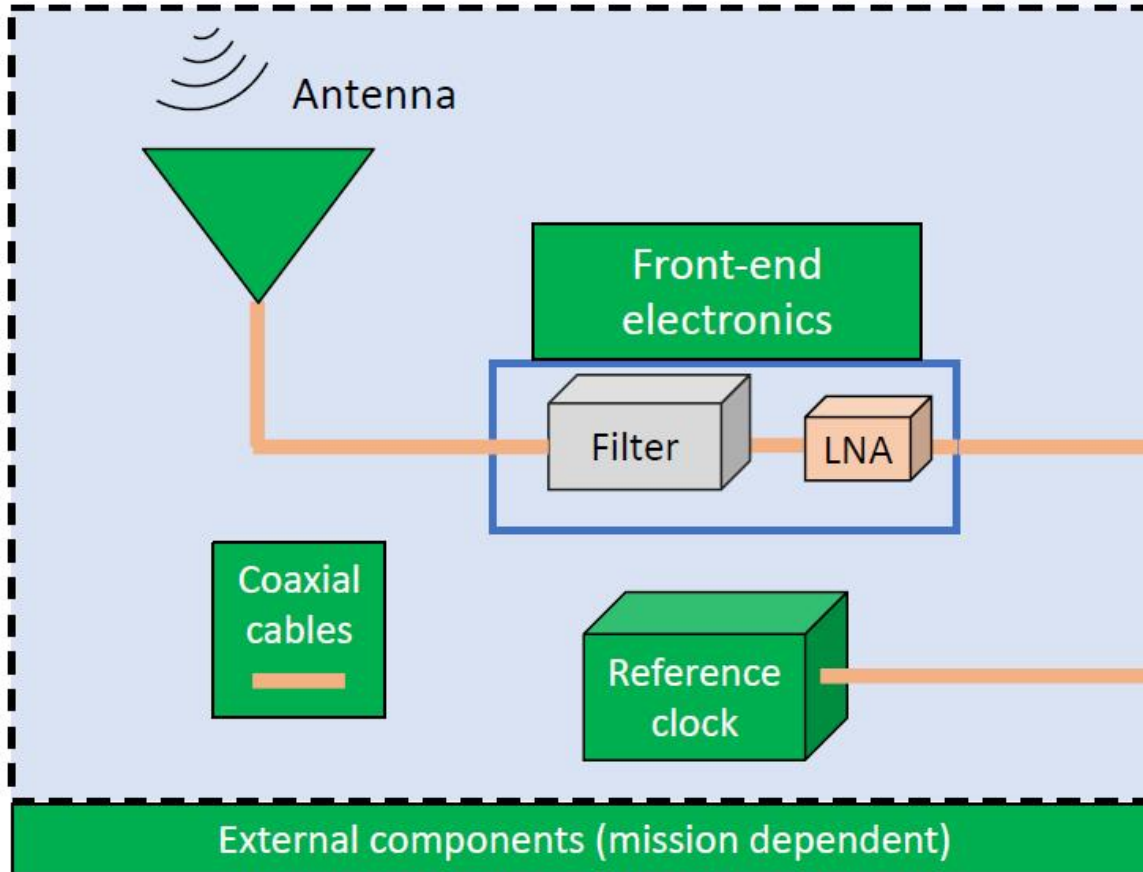 Antenna
Front-end
electronics
Filter
LNA
Coaxial
cables
Reference
clock
External components (mission dependent)